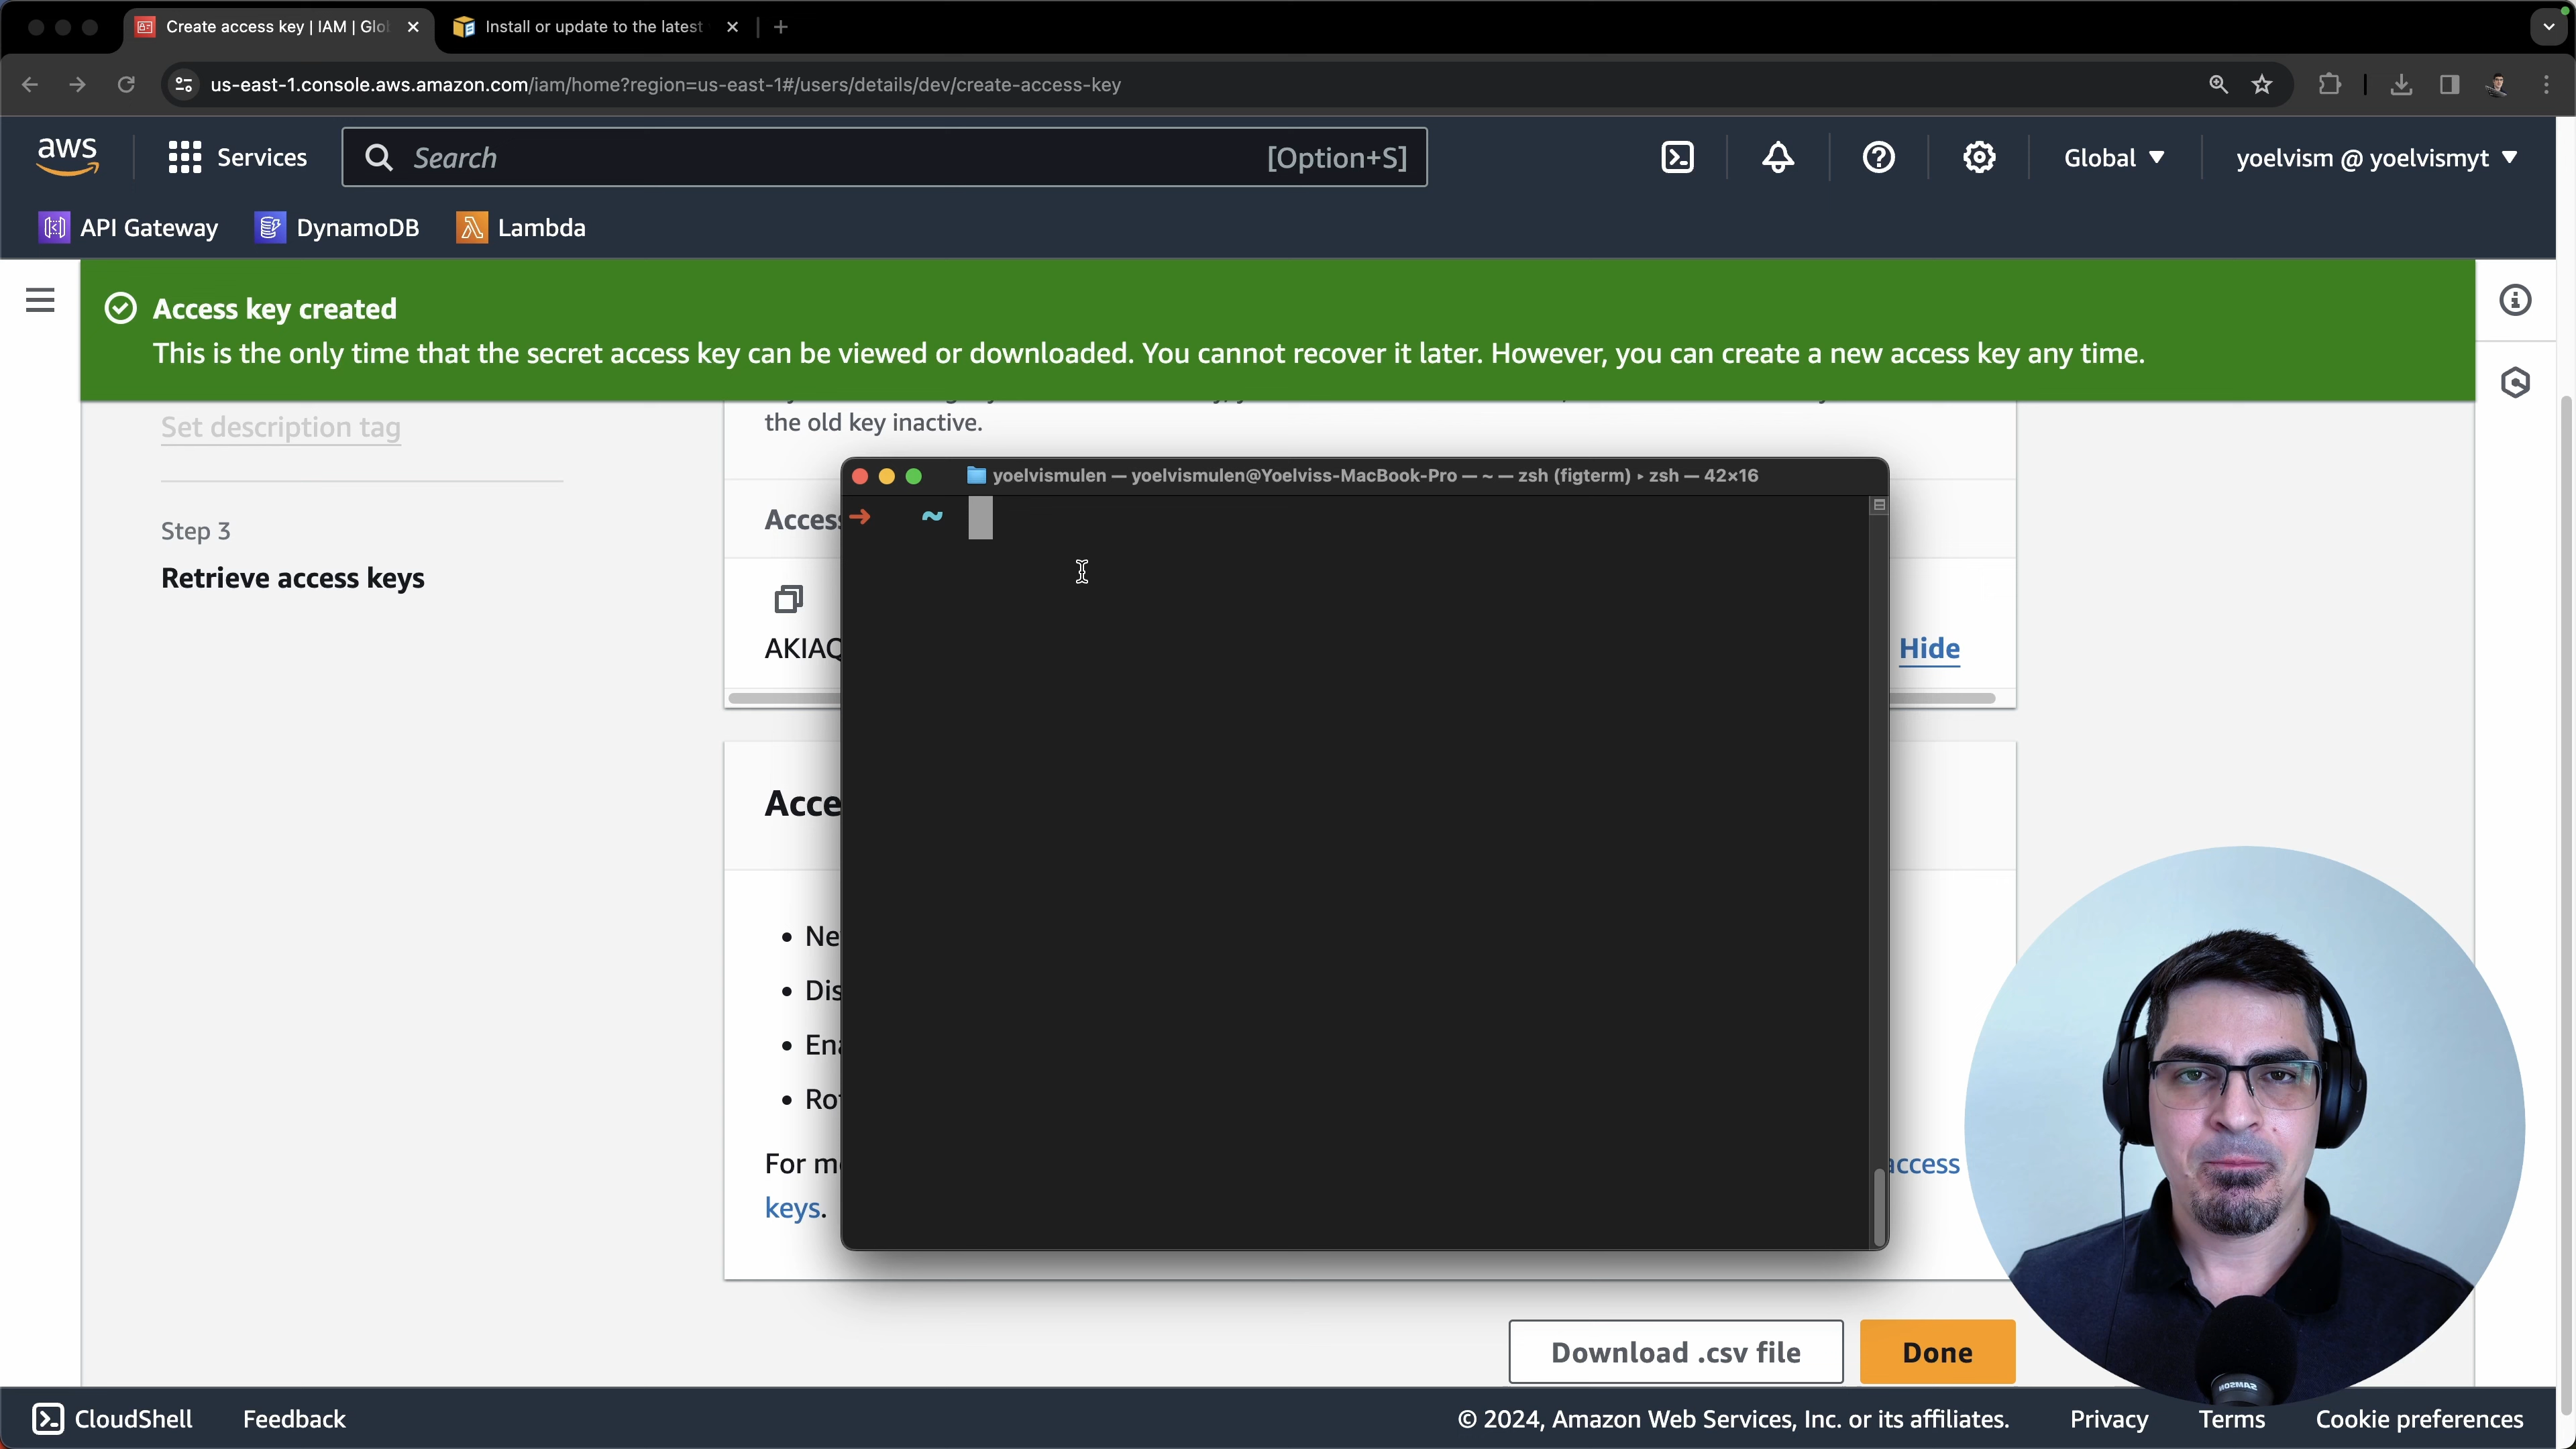 Create access key | IAM | Glo
Install or update to the latest
us-east-1.console.aws.amazon.com/iam/home?region=us-east-1#/users/details/dev/create-access-key
aws
Services
Search
[Option+S]
Global
yoelvism @ yoelvismyt
API Gateway
DynamoDB
Lambda
Access key created
This is the only time that the secret access key can be viewed or downloaded. You cannot recover it later. However, you can create a new access key any time.
Set description tag
the old key inactive.
yoelvismulen — yoelvismulen@Yoelviss-MacBook-Pro — ~ — zsh (figterm) ▸ zsh — 42×16
Access
➜ ~
Step 3
Retrieve access keys
AKIAQ
Hide
Acce
• Ne
• Dis
• Ena
• Rot
For m
access
keys.
Download .csv file
Done
SAMSON
CloudShell
Feedback
© 2024, Amazon Web Services, Inc. or its affiliates.
Privacy
Terms
Cookie preferences